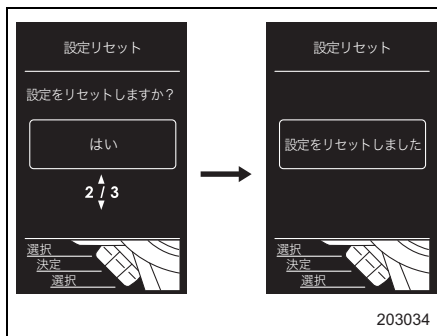 設定リセット
設定をリセットしますか？
はい
2/3
選択
決定
選択
設定リセット
設定をリセットしました
選択
決定
選択
203034